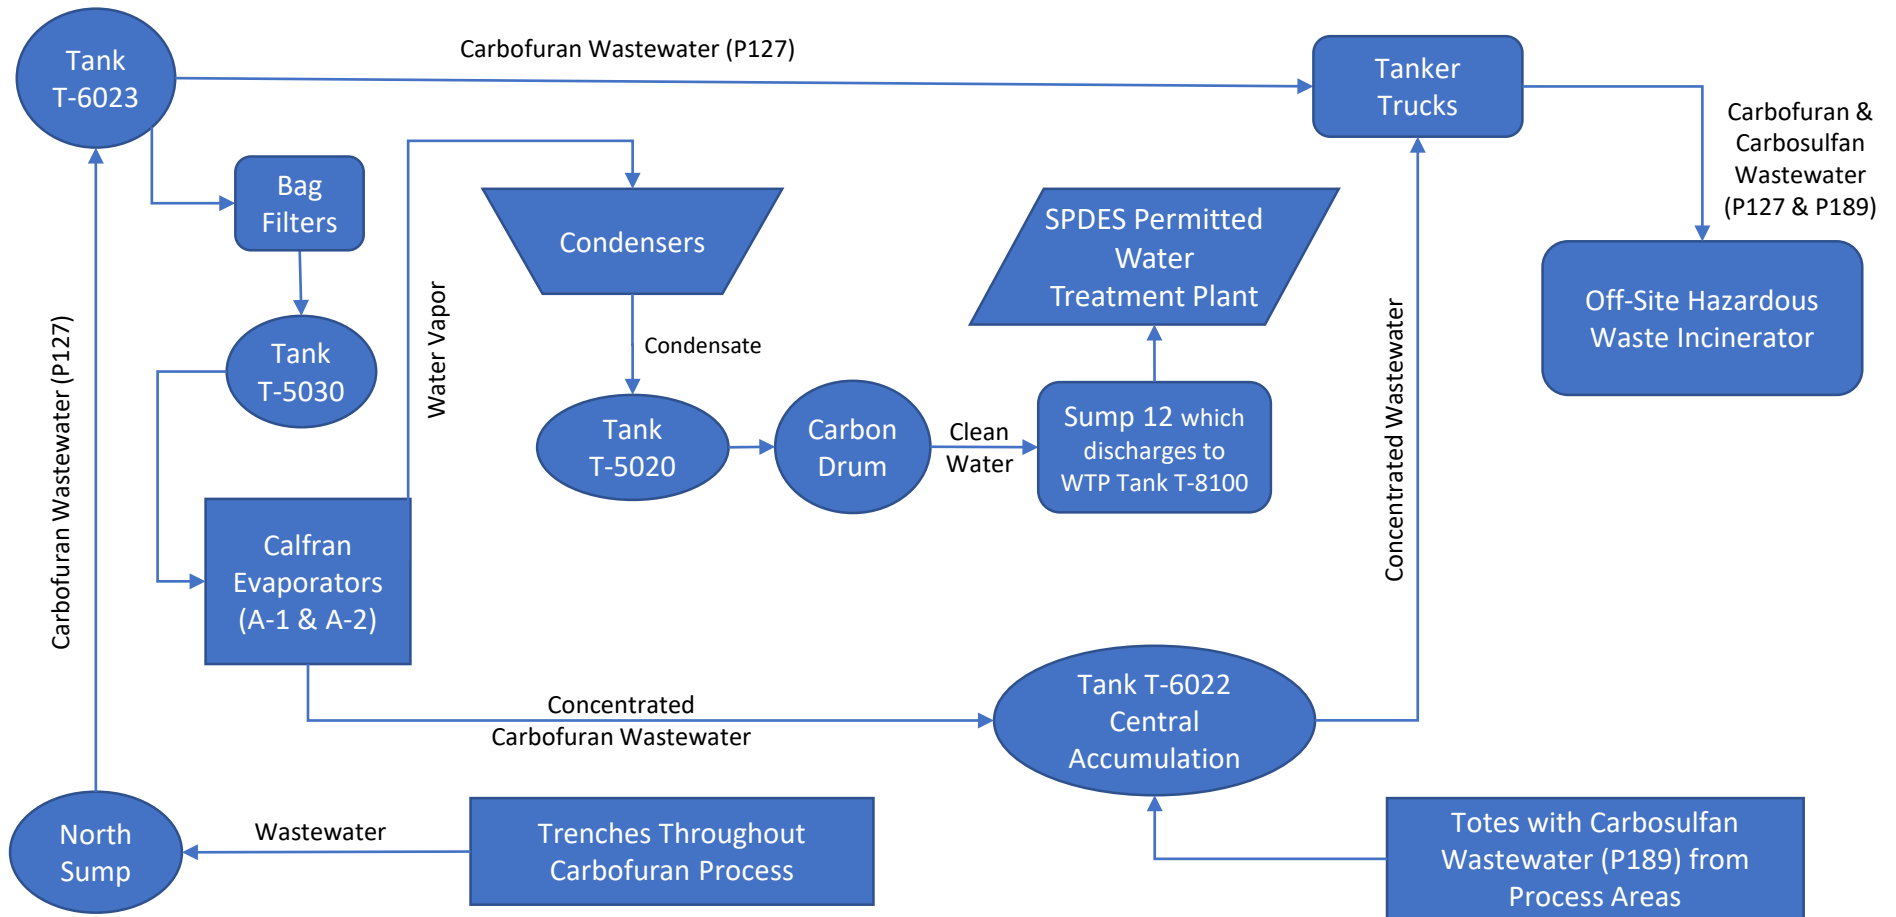 Tank
T-6023
Carbofuran Wastewater (P127)
Tanker
Trucks
Carbofuran &
Carbosulfan
Wastewater
(P127 & P189)
Bag
Filters
Condensers
SPDES Permitted
Water
Treatment Plant
Off-Site Hazardous
Waste Incinerator
Water Vapor
Condensate
Tank
T-5030
Carbofuran Wastewater (P127)
Tank
T-5020
Carbon
Drum
Clean
Water
Sump 12 which
discharges to
WTP Tank T-8100
Concentrated Wastewater
Calfran
Evaporators
(A-1 & A-2)
Concentrated
Carbofuran Wastewater
Tank T-6022
Central
Accumulation
North
Sump
Wastewater
Trenches Throughout
Carbofuran Process
Totes with Carbosulfan
Wastewater (P189) from
Process Areas